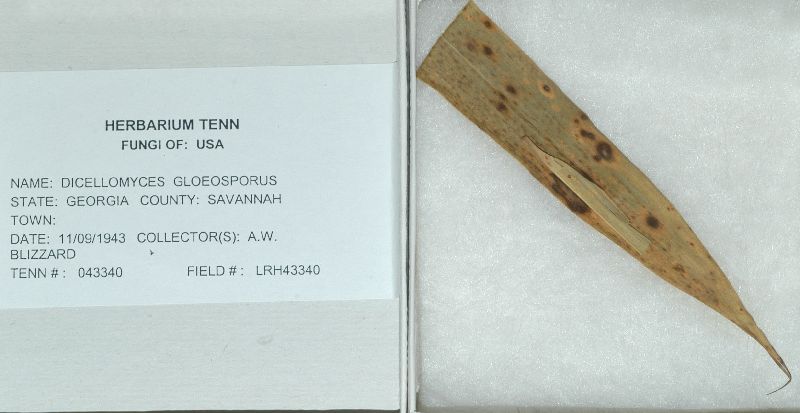 HERBARIUM TENN
FUNGI OF: USA
NAME: DICELLOMYCES GLOEOSPORUS
STATE: GEORGIA COUNTY: SAVANNAH
TOWN:
DATE: 11/09/1943 COLLECTOR(S): A.W.
BLIZZARD
TENN #: 043340 FIELD #: LRH43340